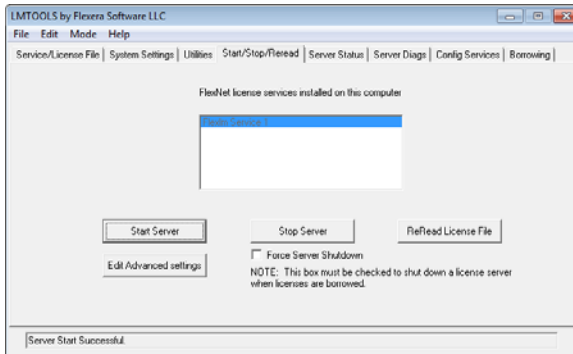 LMTOOLS by Flexera Software LLC
File Edit Mode Help
Service/License File System Settings Utilities Start/Stop/Reread Server Status Server Diags Config Services Borrowing
FlexNet license services installed on this computer
Flexlm Service 1
Start Server Stop Server ReRead License File
Edit Advanced settings
Force Server Shutdown
NOTE: This box must be checked to shut down a license server
when licenses are borrowed.
Server Start Successful.